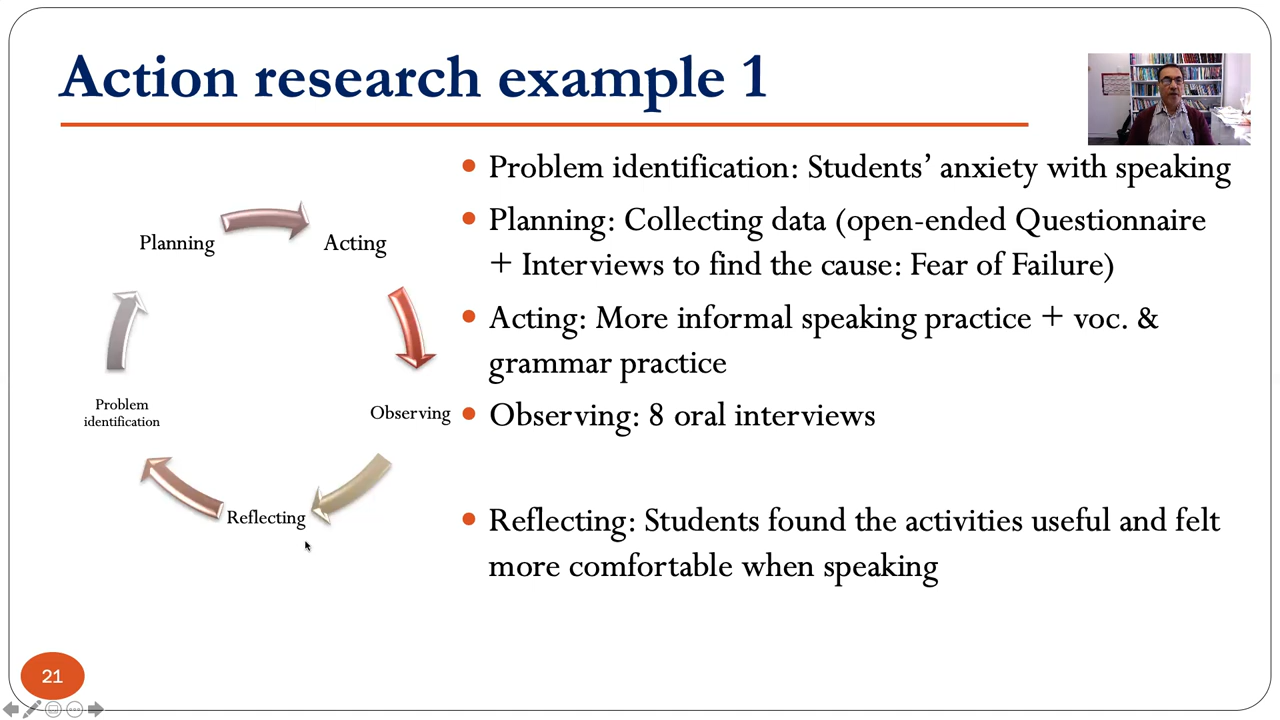 Action research example 1
Planning
Acting
Observing
Reflecting
Problem
identification
• Problem identification: Students’ anxiety with speaking
• Planning: Collecting data (open-ended Questionnaire
+ Interviews to find the cause: Fear of Failure)
• Acting: More informal speaking practice + voc. &
grammar practice
• Observing: 8 oral interviews
• Reflecting: Students found the activities useful and felt
more comfortable when speaking
21